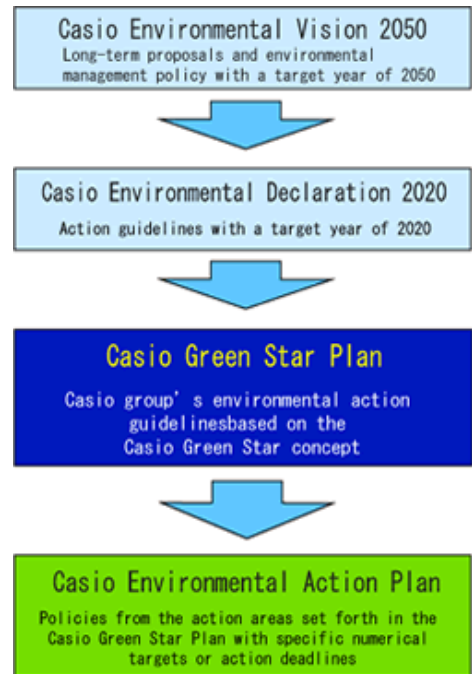 Casio Environmental Vision 2050
Long-term proposals and environmental
management policy with a target year of 2050
Casio Environmental Declaration 2020
Action guidelines with a target year of 2020
Casio Green Star Plan
Casio group's environmental action
guidelinesbased on the
Casio Green Star concept
Casio Environmental Action Plan
Policies from the action areas set forth in the
Casio Green Star Plan with specific numerical
targets or action deadlines